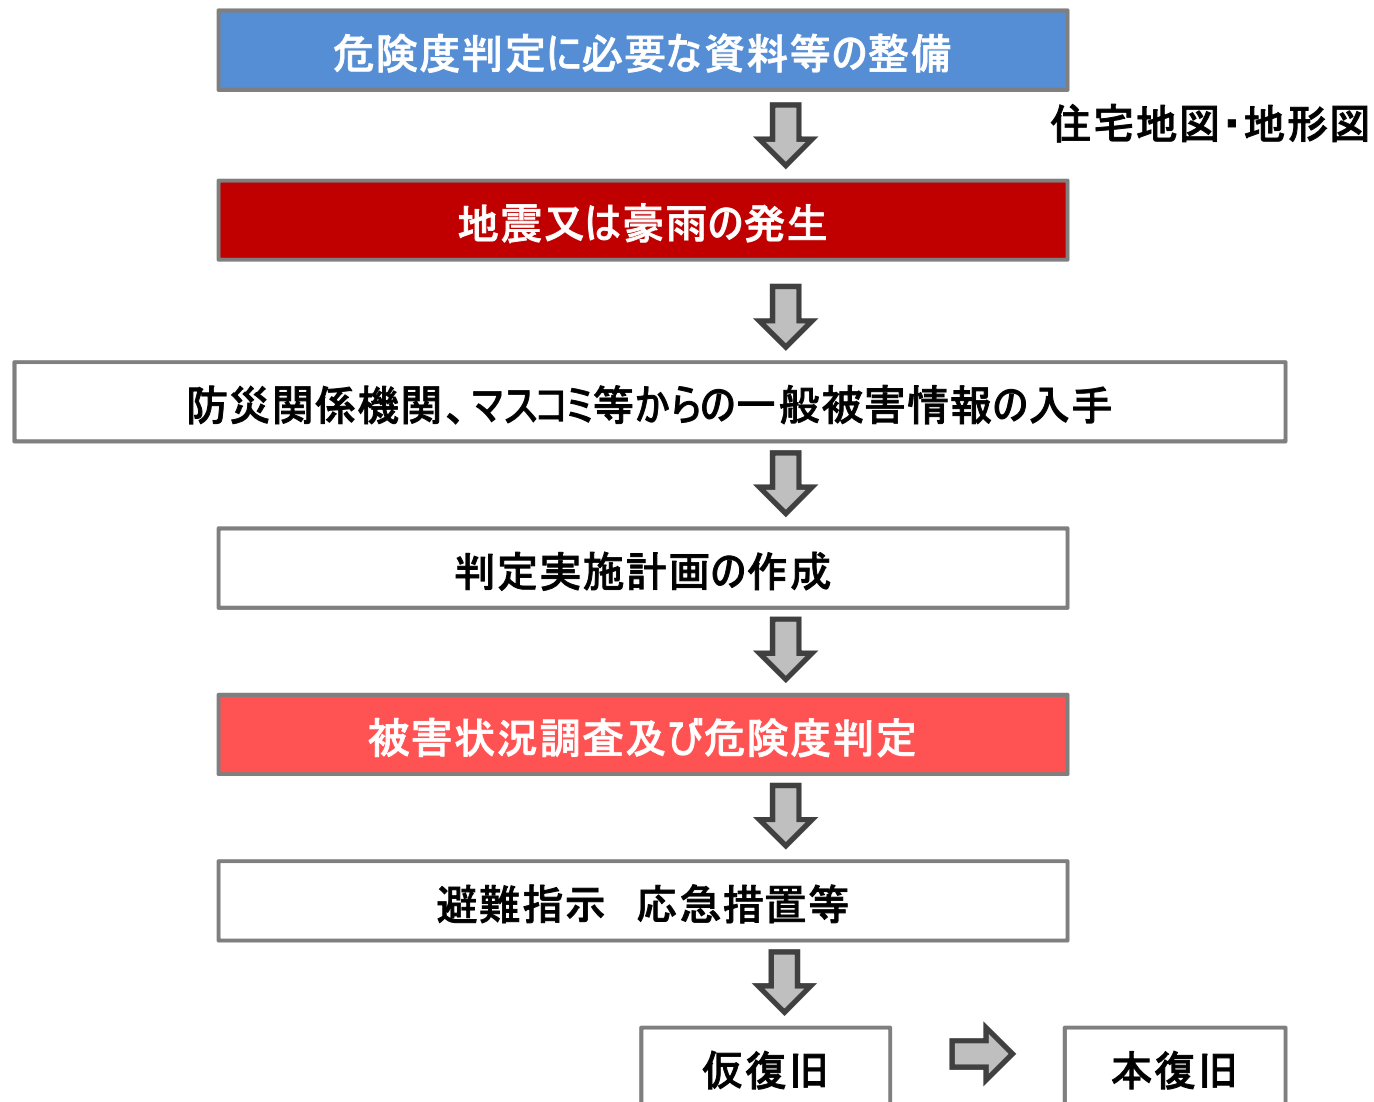 危険度判定に必要な資料等の整備
住宅地図・地形図
地震又は豪雨の発生
防災関係機関、マスコミ等からの一般被害情報の入手
判定実施計画の作成
被害状況調査及び危険度判定
避難指示　応急措置等
仮復旧
本復旧